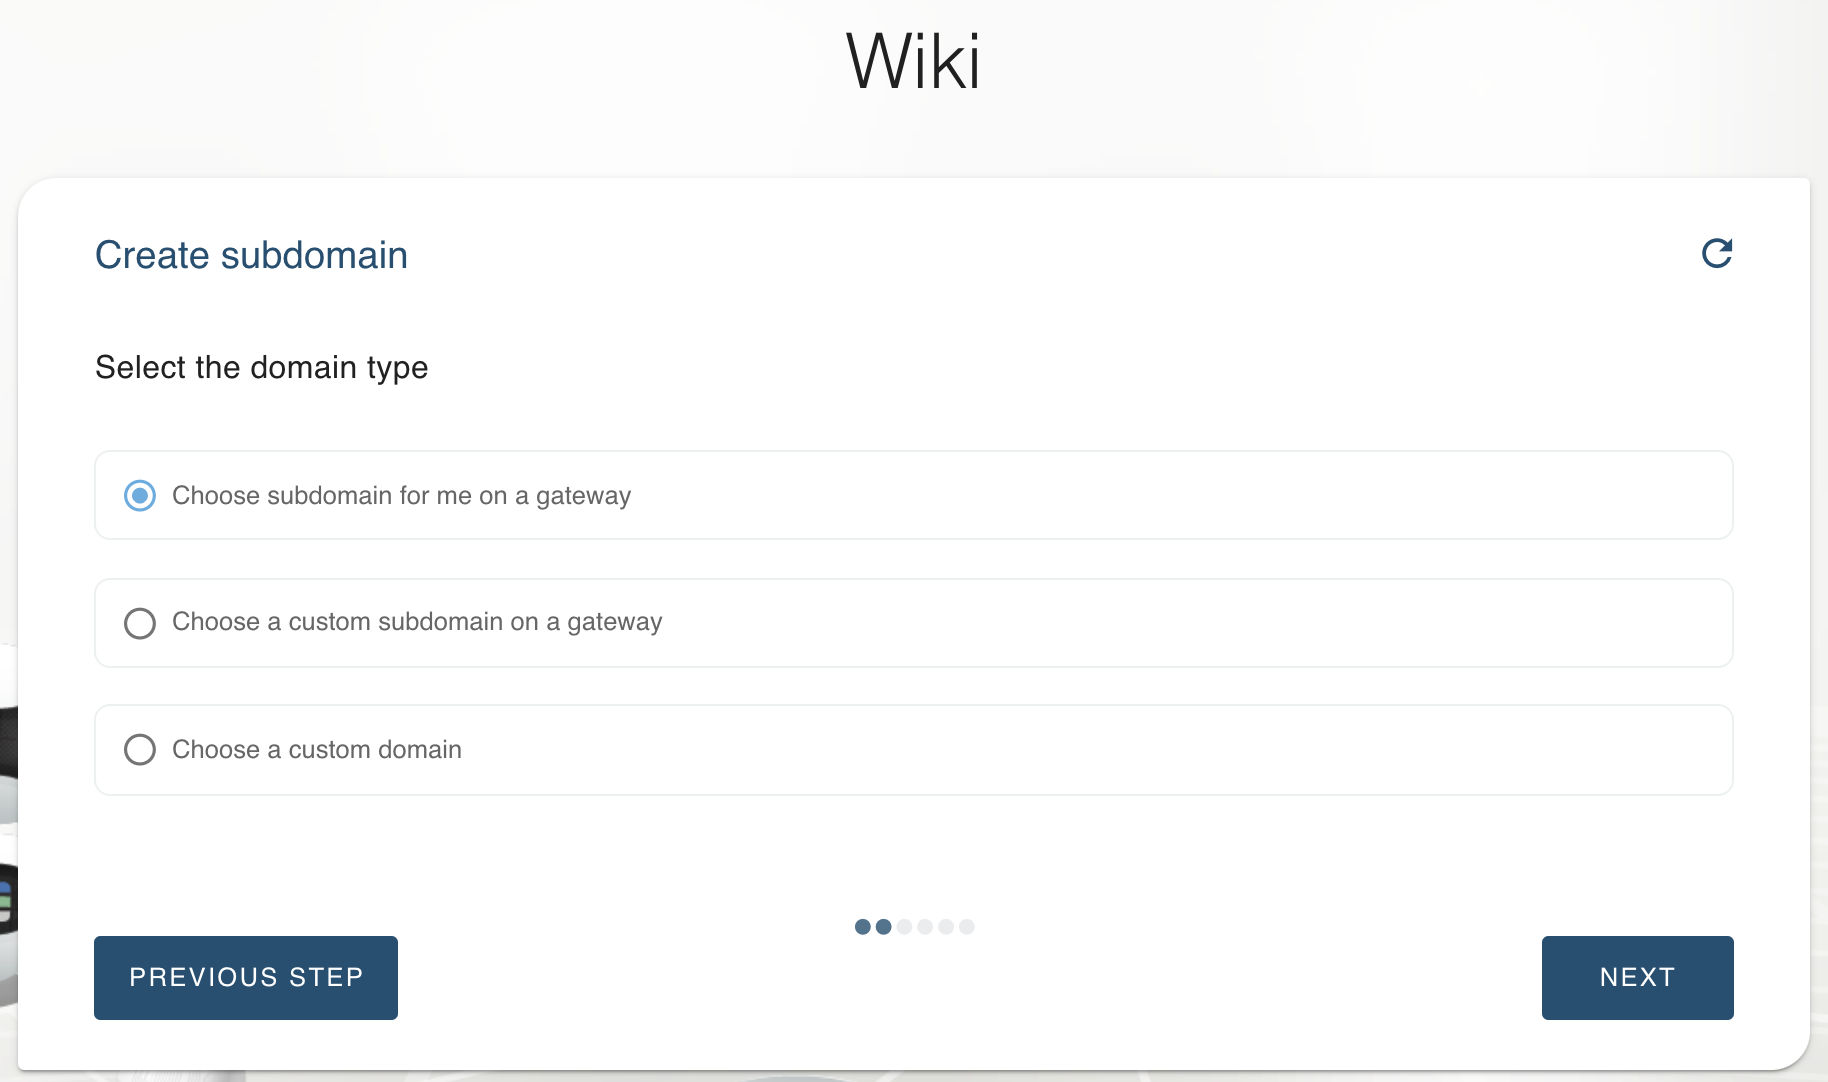 Wiki
Create subdomain
Select the domain type
Choose subdomain for me on a gateway
Choose a custom subdomain on a gateway
Choose a custom domain
PREVIOUS STEP
NEXT